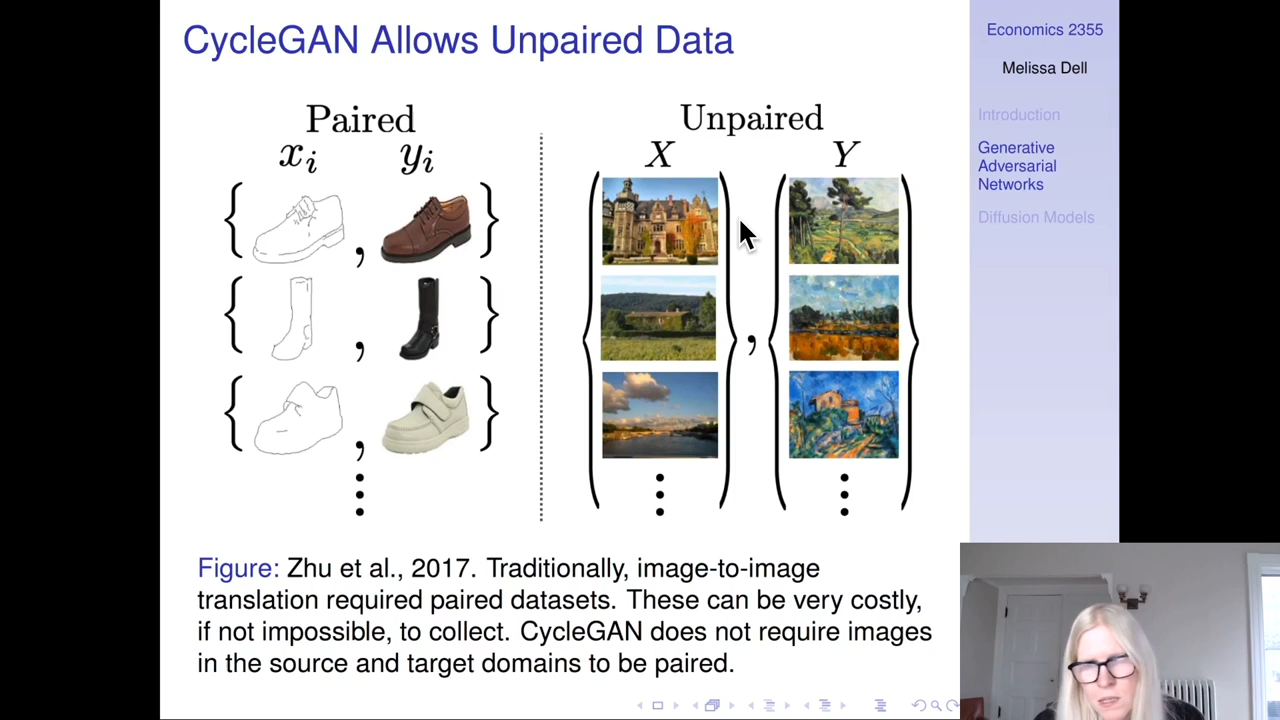 CycleGAN Allows Unpaired Data
Economics 2355
Melissa Dell
Introduction
Generative
Adversarial
Networks
Diffusion Models
Paired
x_i
y_i
{ , }
{ , }
{ , }
Unpaired
X
Y
{ } , { }
Figure: Zhu et al., 2017. Traditionally, image-to-image
translation required paired datasets. These can be very costly,
if not impossible, to collect. CycleGAN does not require images
in the source and target domains to be paired.